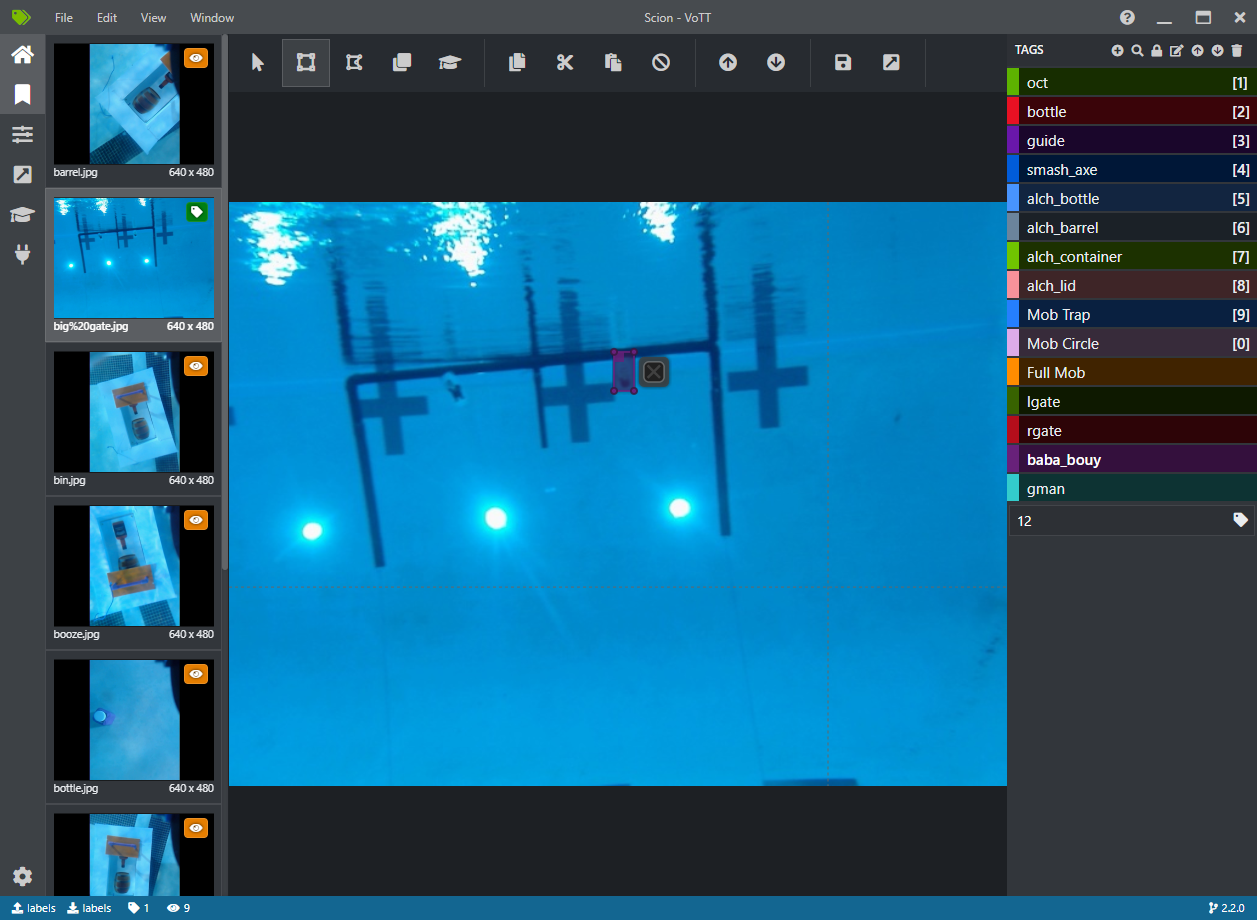 File Edit View Window
Scion - VoTT
barrel.jpg 640 x 480
big%20gate.jpg 640 x 480
bin.jpg 640 x 480
booze.jpg 640 x 480
bottle.jpg 640 x 480
TAGS
oct [1]
bottle [2]
guide [3]
smash_axe [4]
alch_bottle [5]
alch_barrel [6]
alch_container [7]
alch_lid [8]
Mob Trap [9]
Mob Circle [0]
Full Mob
lgate
rgate
baba_bouy
gman
12
labels labels 1 9
2.2.0